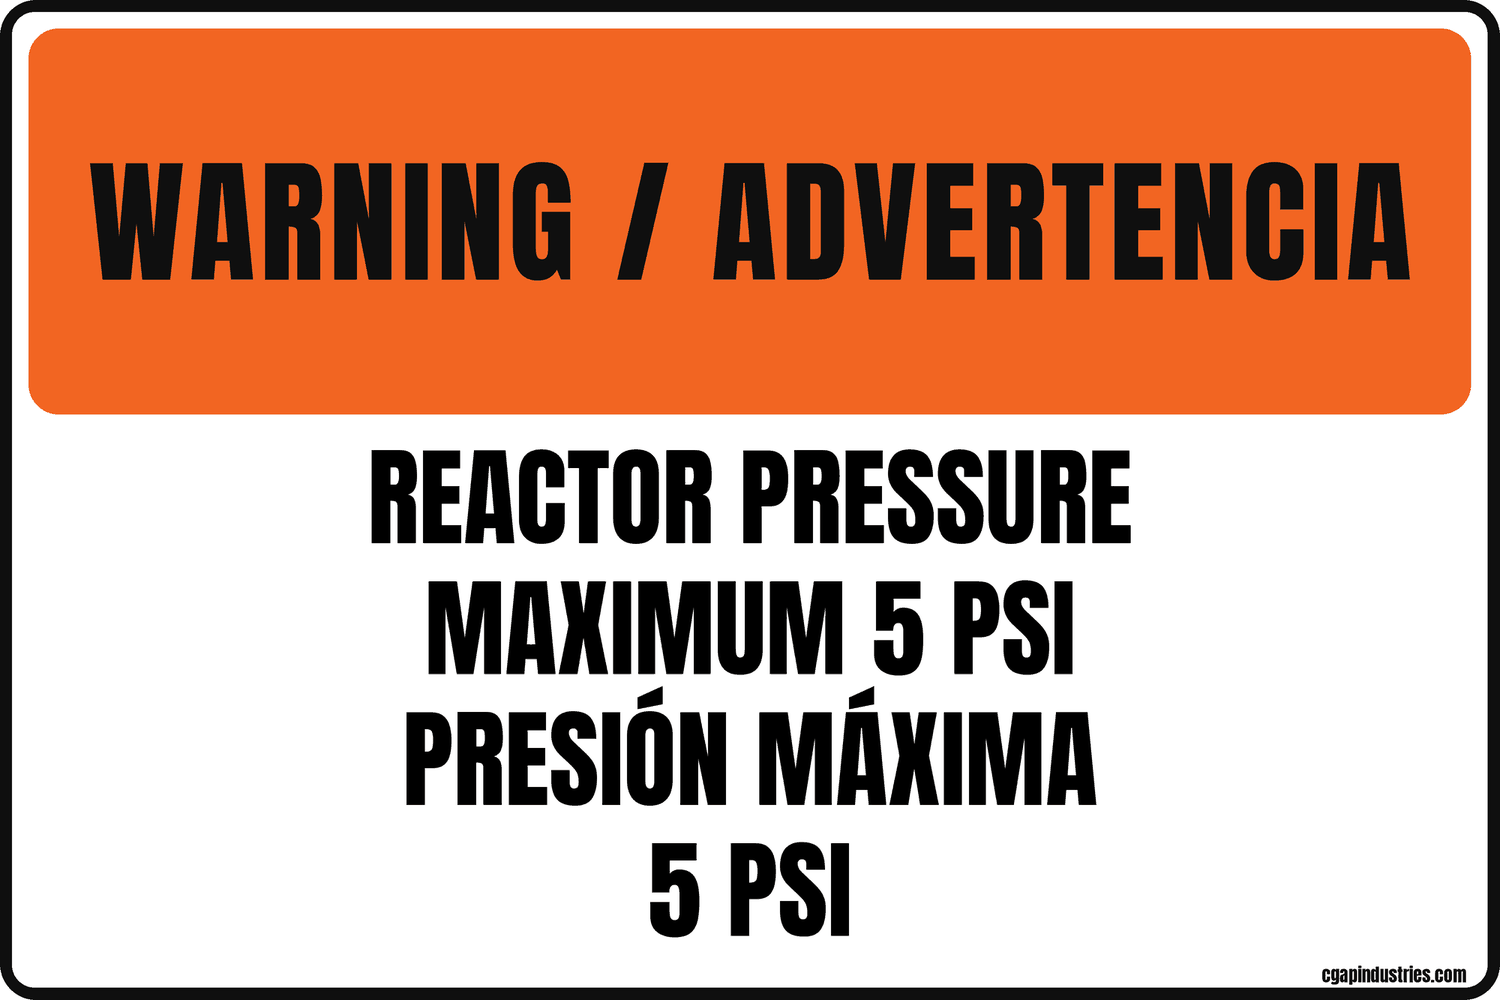 WARNING / ADVERTENCIA
REACTOR PRESSURE
MAXIMUM 5 PSI
PRESIÓN MÁXIMA
5 PSI
cgapindustries.com